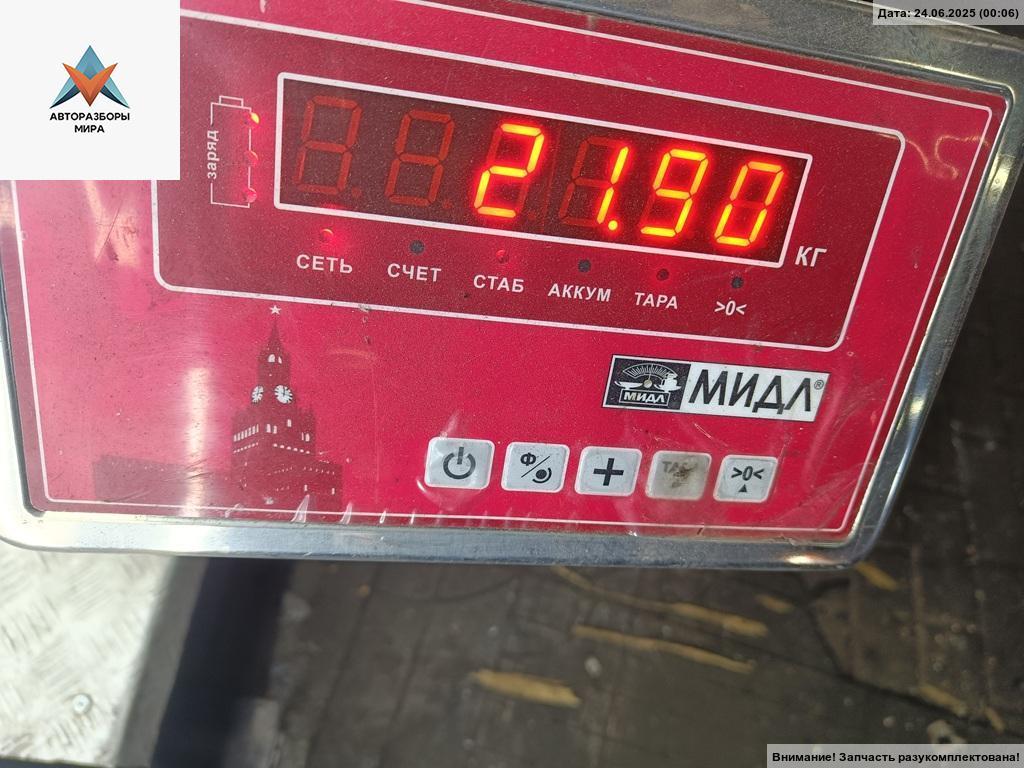 Дата: 24.06.2025 (00:06)
АВТОРАЗБОРЫ
МИРА
заряд
21.90
КГ
СЕТЬ СЧЕТ СТАБ АККУМ ТАРА >0<
МИДЛ МИДЛ®
Ф + >0<
Внимание! Запчасть разукомплектована!